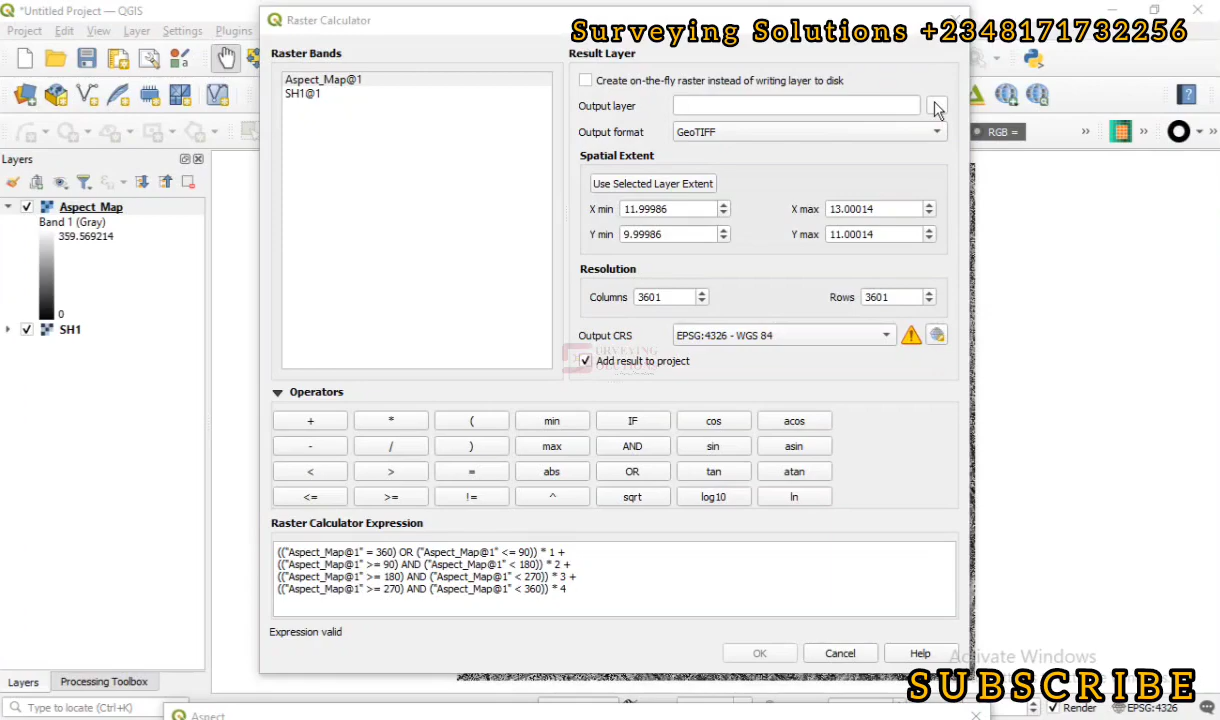 *Untitled Project — QGIS
Project Edit View Layer Settings Plugins
Raster Calculator
Surveying Solutions +2348171732256
Raster Bands
Aspect_Map@1
SH1@1
Result Layer
Create on-the-fly raster instead of writing layer to disk
Output layer
Output format GeoTIFF
Spatial Extent
Use Selected Layer Extent
X min 11.99986 X max 13.00014
Y min 9.99986 Y max 11.00014
Resolution
Columns 3601 Rows 3601
Output CRS EPSG:4326 - WGS 84
Add result to project
RGB =
Layers
Aspect Map
Band 1 (Gray)
359.569214
0
SH1
Operators
+ * ( min IF cos acos
- / ) max AND sin asin
< > = abs OR tan atan
<= >= != ^ sqrt log10 ln
Raster Calculator Expression
(("Aspect_Map@1" = 360) OR ("Aspect_Map@1" <= 90)) * 1 +
(("Aspect_Map@1" >= 90) AND ("Aspect_Map@1" < 180)) * 2 +
(("Aspect_Map@1" >= 180) AND ("Aspect_Map@1" < 270)) * 3 +
(("Aspect_Map@1" >= 270) AND ("Aspect_Map@1" < 360)) * 4
Expression valid
OK Cancel Help
Activate Windows
SUBSCRIBE
Layers Processing Toolbox
Type to locate (Ctrl+K)
Aspect
Render EPSG:4326